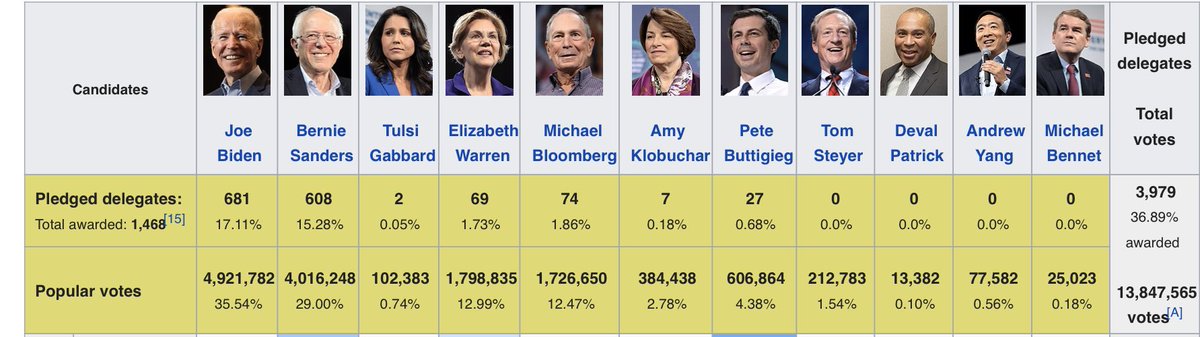 Candidates
Joe Biden
Bernie Sanders
Tulsi Gabbard
Elizabeth Warren
Michael Bloomberg
Amy Klobuchar
Pete Buttigieg
Tom Steyer
Deval Patrick
Andrew Yang
Michael Bennet
Pledged delegates
Total votes
Pledged delegates:
Total awarded: 1,468[15]
681
17.11%
608
15.28%
2
0.05%
69
1.73%
74
1.86%
7
0.18%
27
0.68%
0
0.0%
0
0.0%
0
0.0%
0
0.0%
3,979
36.89%
awarded
Popular votes
4,921,782
35.54%
4,016,248
29.00%
102,383
0.74%
1,798,835
12.99%
1,726,650
12.47%
384,438
2.78%
606,864
4.38%
212,783
1.54%
13,382
0.10%
77,582
0.56%
25,023
0.18%
13,847,565
votes[A]